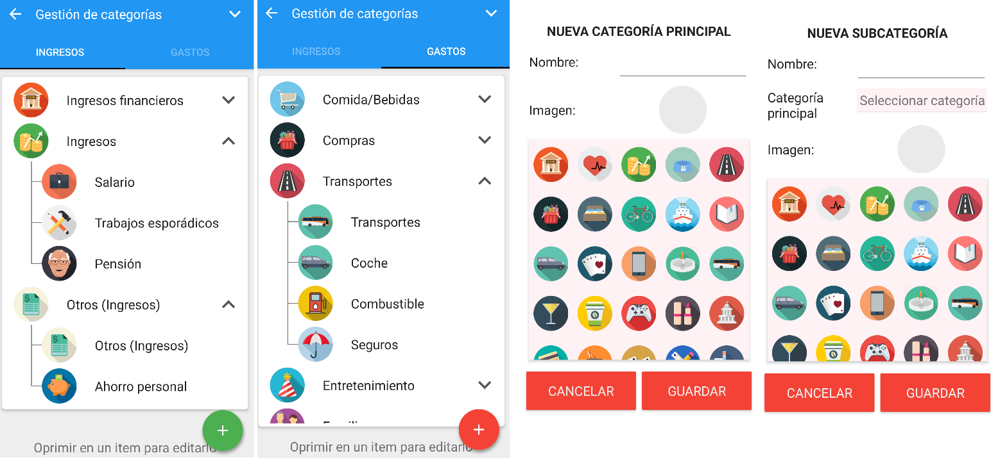 Gestión de categorías
INGRESOS
GASTOS
BANK
Ingresos financieros
Ingresos
Salario
Trabajos esporádicos
Pensión
Otros (Ingresos)
Otros (Ingresos)
Ahorro personal
Oprimir en un item para editarlo
Gestión de categorías
INGRESOS
GASTOS
Comida/Bebidas
Compras
Transportes
Transportes
Coche
Combustible
Seguros
Entretenimiento
Oprimir en un item para editarlo
NUEVA CATEGORÍA PRINCIPAL
Nombre:
Imagen:
BANK
CANCELAR
GUARDAR
NUEVA SUBCATEGORÍA
Nombre:
Categoría
principal
Seleccionar categoría
Imagen:
BANK
CANCELAR
GUARDAR